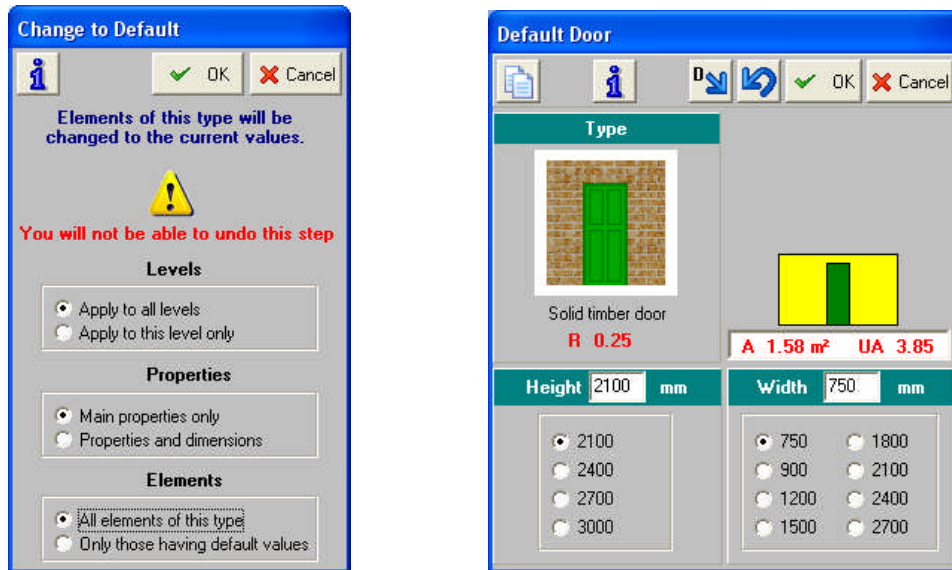 Change to Default
OK
Cancel
Elements of this type will be
changed to the current values.
You will not be able to undo this step
Levels
Apply to all levels
Apply to this level only
Properties
Main properties only
Properties and dimensions
Elements
All elements of this type
Only those having default values
Default Door
D
OK
Cancel
Type
Solid timber door
R 0.25
A 1.58 m² UA 3.85
Height 2100 mm
2100
2400
2700
3000
Width 750 mm
750 1800
900 2100
1200 2400
1500 2700